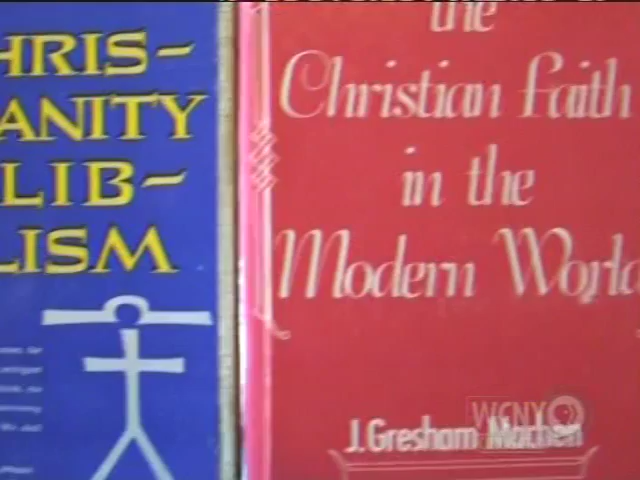 HRIS-
ANITY
LIB-
LISM
the
Christian Faith
in the
Modern World
J. Gresham Machen
WCNY